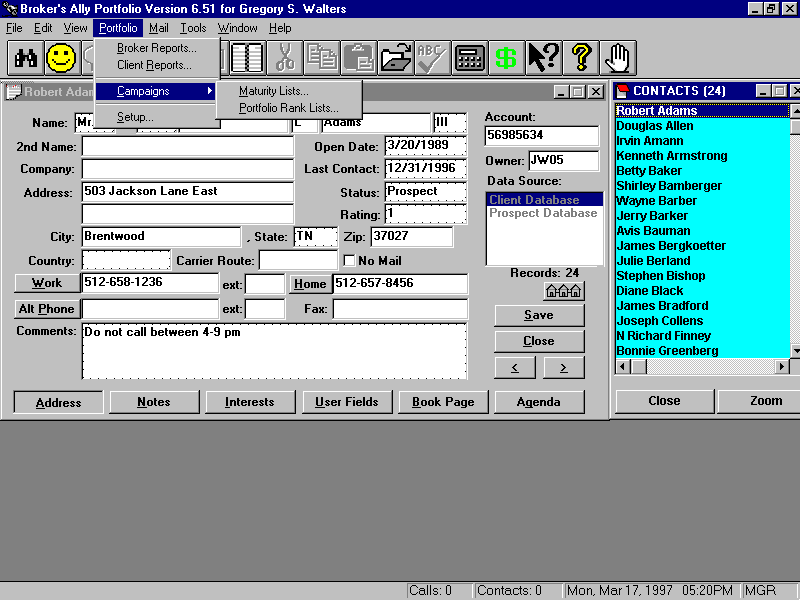 Broker's Ally Portfolio Version 6.51 for Gregory S. Walters
File Edit View Portfolio Mail Tools Window Help
Broker Reports...
Client Reports...
Campaigns
Setup...
Maturity Lists...
Portfolio Rank Lists...
ABC
$
?
?
Robert Adam
Name: Mr. L Adams III
2nd Name:
Company:
Address: 503 Jackson Lane East
City: Brentwood , State: TN Zip: 37027
Country: Carrier Route: No Mail
Work 512-658-1236 ext: Home 512-657-8456
Alt Phone ext: Fax:
Comments: Do not call between 4-9 pm
Open Date: 3/20/1989
Last Contact: 12/31/1996
Status: Prospect
Rating: 1
Account:
56985634
Owner: JW05
Data Source:
Client Database
Prospect Database
Records: 24
Save
Close
< >
Address Notes Interests User Fields Book Page Agenda
CONTACTS (24)
Robert Adams
Douglas Allen
Irvin Amann
Kenneth Armstrong
Betty Baker
Shirley Bamberger
Wayne Barber
Jerry Barker
Avis Bauman
James Bergkoetter
Julie Berland
Stephen Bishop
Diane Black
James Bradford
Joseph Collens
N Richard Finney
Bonnie Greenberg
Close Zoom
Calls: 0 Contacts: 0 Mon, Mar 17, 1997 05:20PM MGR